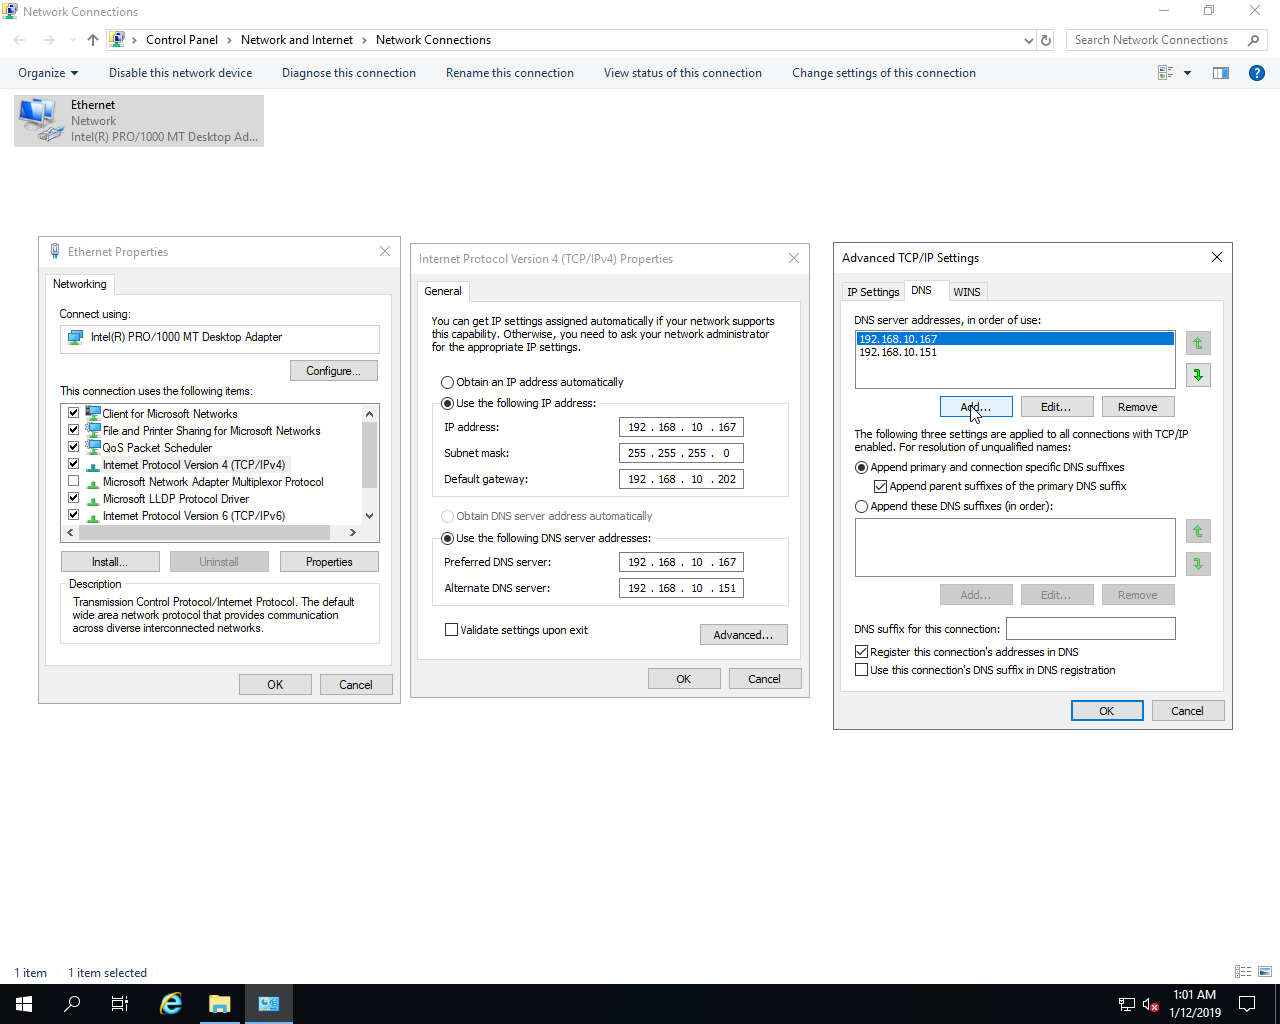 Network Connections
Control Panel
Network and Internet
Network Connections
Search Network Connections
Organize
Disable this network device
Diagnose this connection
Rename this connection
View status of this connection
Change settings of this connection
Ethernet
Network
Intel(R) PRO/1000 MT Desktop Ad...
Ethernet Properties
Networking
Connect using:
Intel(R) PRO/1000 MT Desktop Adapter
Configure...
This connection uses the following items:
Client for Microsoft Networks
File and Printer Sharing for Microsoft Networks
QoS Packet Scheduler
Internet Protocol Version 4 (TCP/IPv4)
Microsoft Network Adapter Multiplexor Protocol
Microsoft LLDP Protocol Driver
Internet Protocol Version 6 (TCP/IPv6)
Install...
Uninstall
Properties
Description
Transmission Control Protocol/Internet Protocol. The default
wide area network protocol that provides communication
across diverse interconnected networks.
OK
Cancel
Internet Protocol Version 4 (TCP/IPv4) Properties
General
You can get IP settings assigned automatically if your network supports
this capability. Otherwise, you need to ask your network administrator
for the appropriate IP settings.
Obtain an IP address automatically
Use the following IP address:
IP address:
192 . 168 . 10 . 167
Subnet mask:
255 . 255 . 255 . 0
Default gateway:
192 . 168 . 10 . 202
Obtain DNS server address automatically
Use the following DNS server addresses:
Preferred DNS server:
192 . 168 . 10 . 167
Alternate DNS server:
192 . 168 . 10 . 151
Validate settings upon exit
Advanced...
OK
Cancel
Advanced TCP/IP Settings
IP Settings
DNS
WINS
DNS server addresses, in order of use:
192.168.10.167
192.168.10.151
Add...
Edit...
Remove
The following three settings are applied to all connections with TCP/IP
enabled. For resolution of unqualified names:
Append primary and connection specific DNS suffixes
Append parent suffixes of the primary DNS suffix
Append these DNS suffixes (in order):
Add...
Edit...
Remove
DNS suffix for this connection:
Register this connection's addresses in DNS
Use this connection's DNS suffix in DNS registration
OK
Cancel
1 item
1 item selected
1:01 AM
1/12/2019